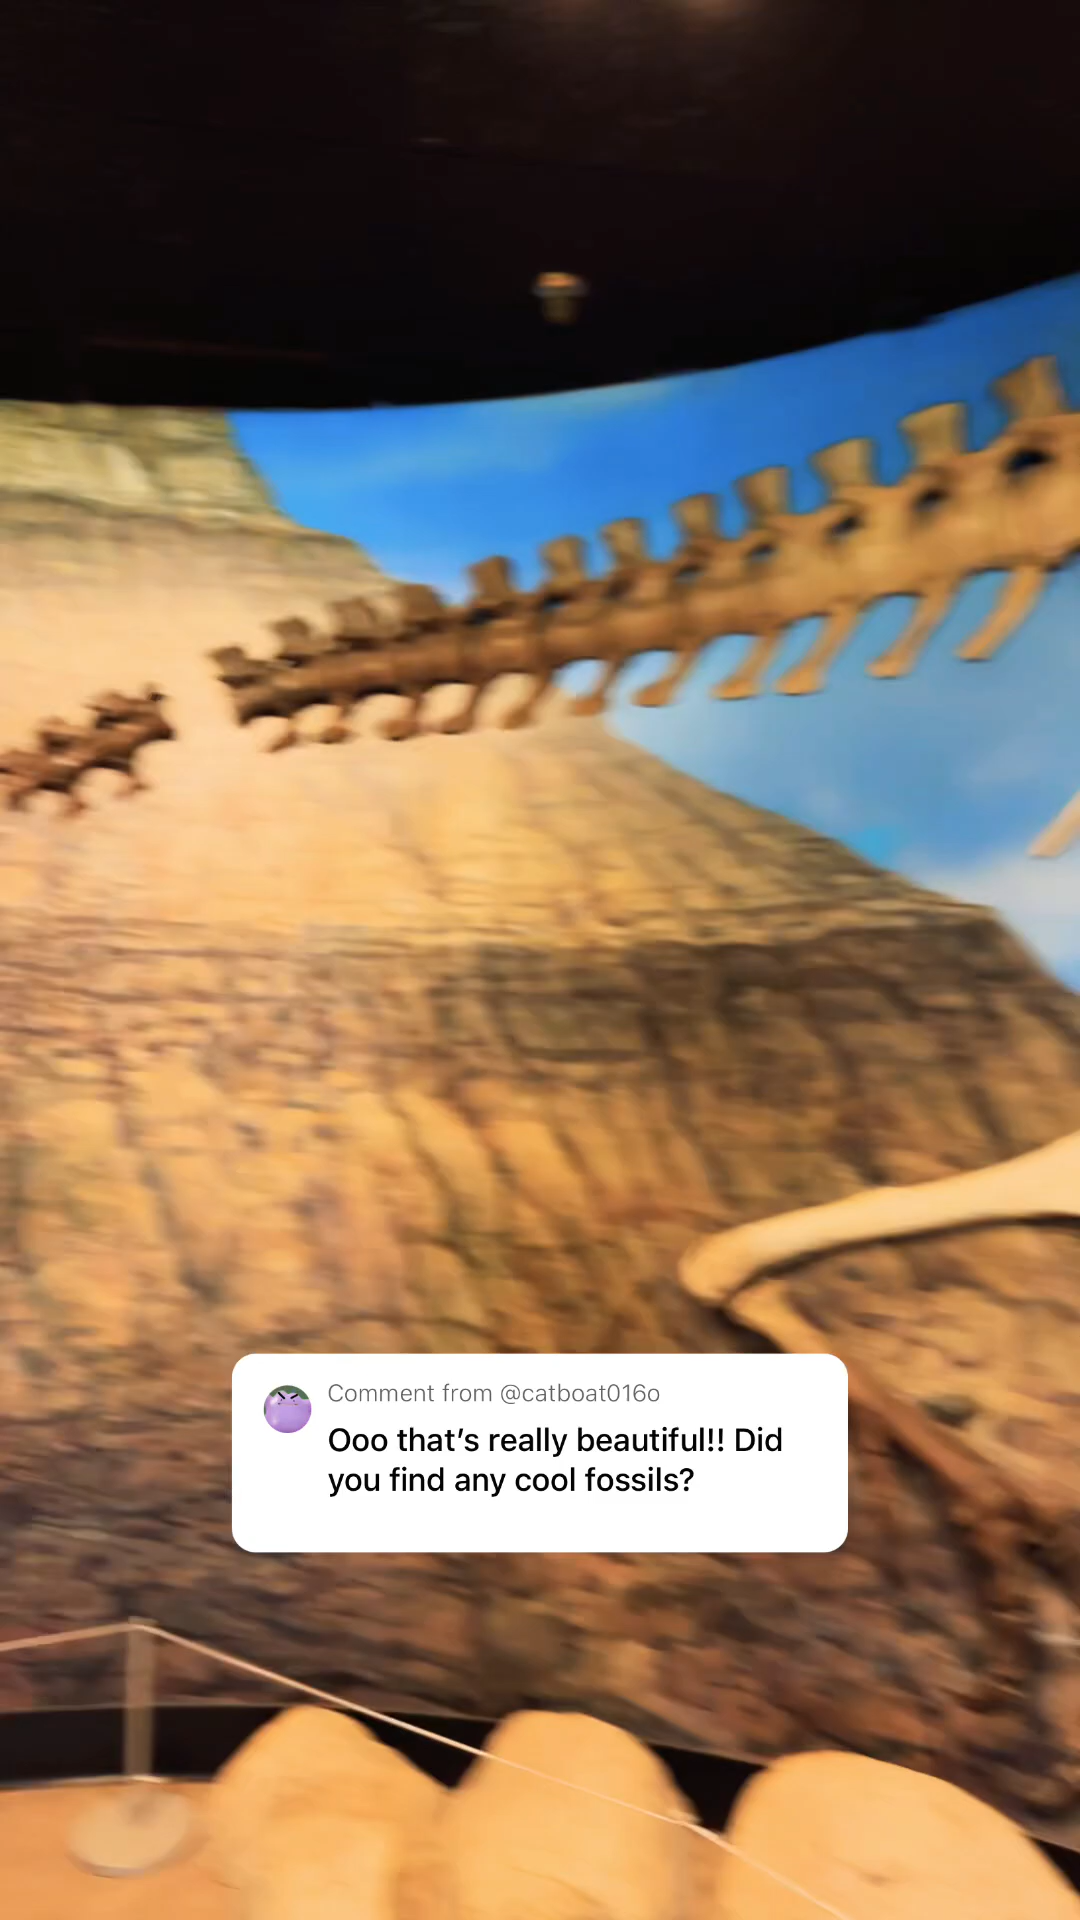 Comment from @catboat016o
Ooo that’s really beautiful!! Did
you find any cool fossils?